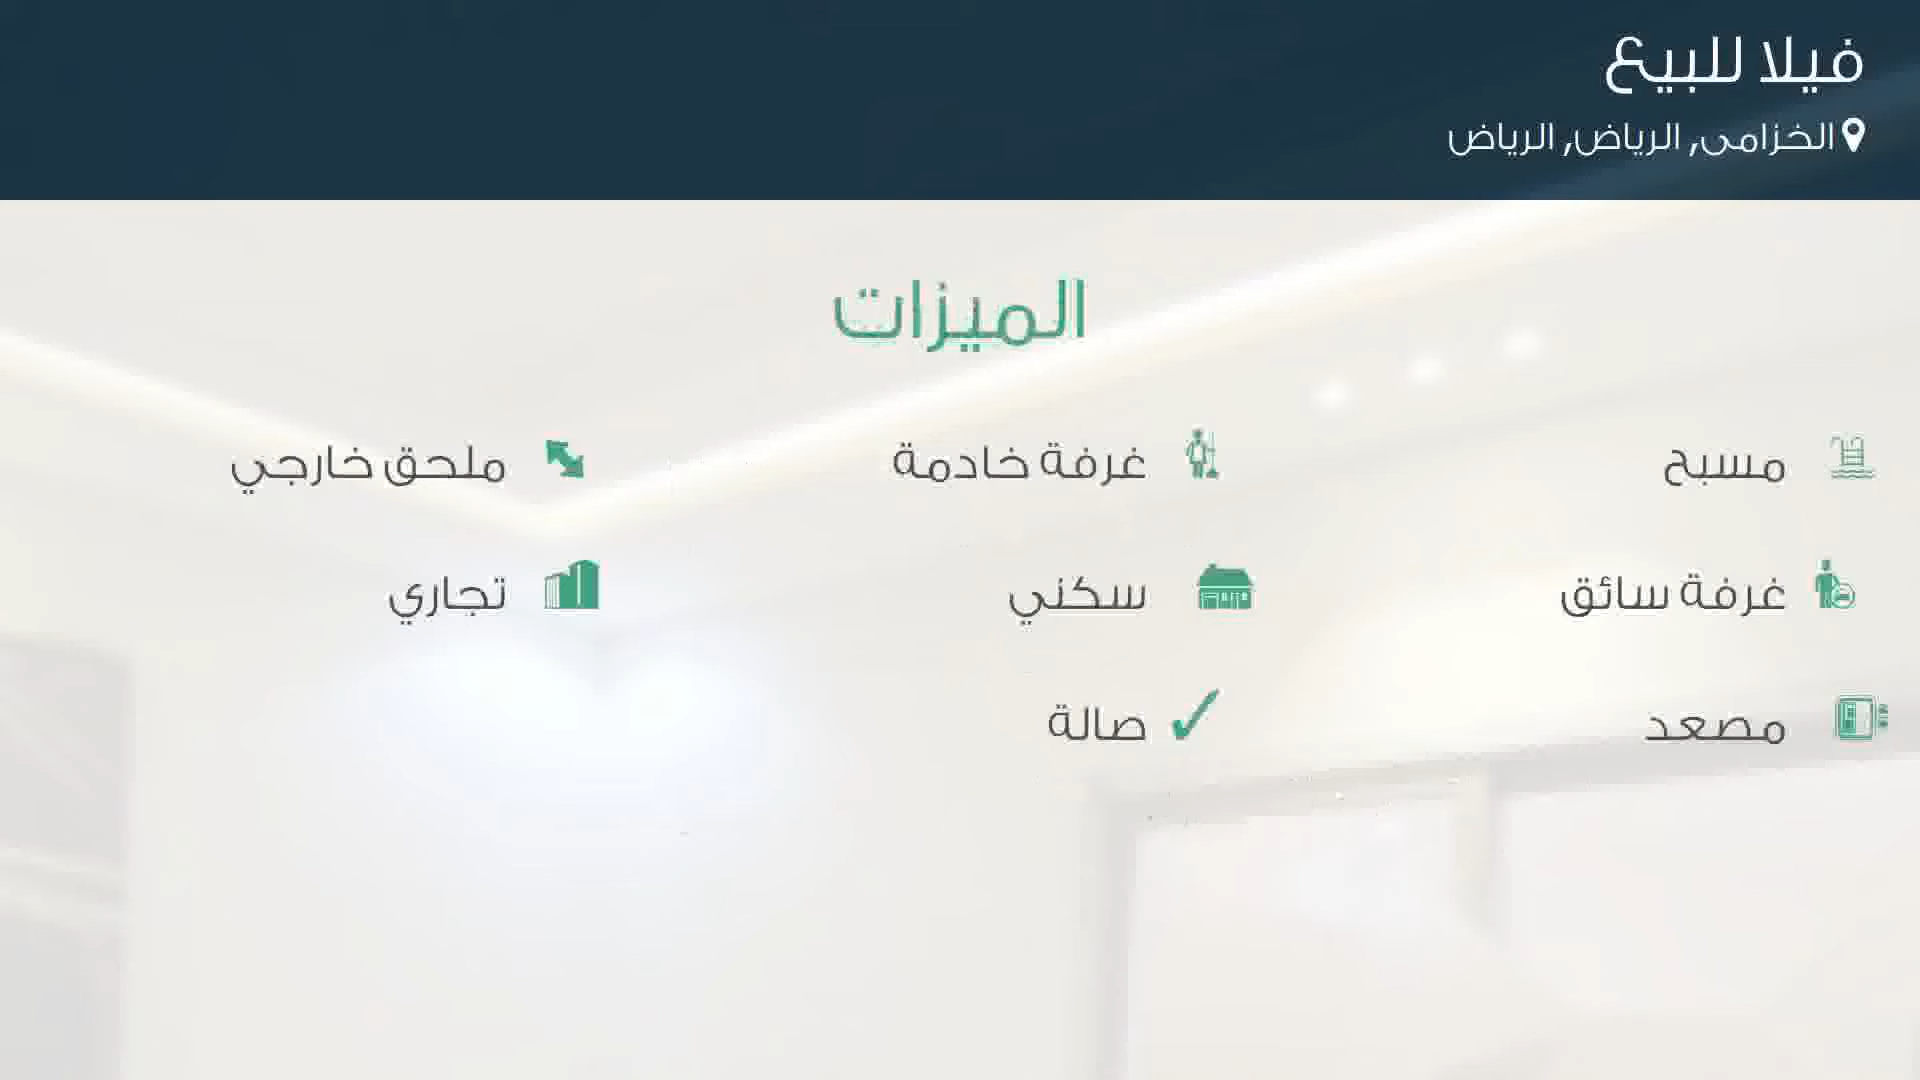 فيلا للبيع
الخزامى, الرياض, الرياض
الميزات
مسبح
غرفة خادمة
ملحق خارجي
غرفة سائق
سكني
تجاري
مصعد
صالة